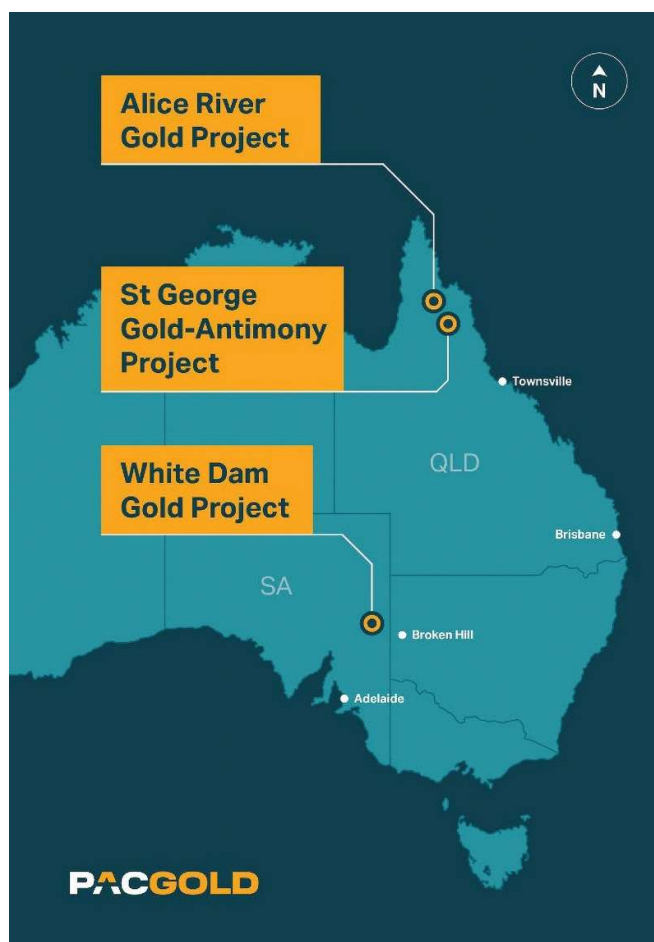 Alice River
Gold Project
N
St George
Gold-Antimony
Project
Townsville
White Dam
Gold Project
QLD
Brisbane
SA
Broken Hill
Adelaide
PACGOLD